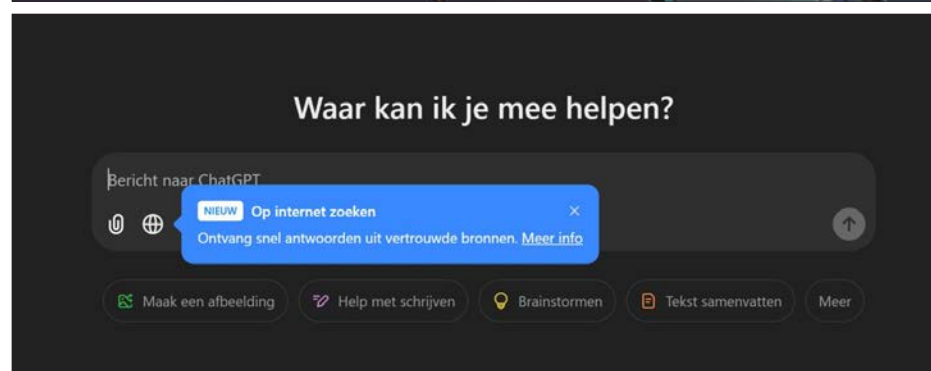 Waar kan ik je mee helpen?
Bericht naar ChatGPT
NIEUW Op internet zoeken
Ontvang snel antwoorden uit vertrouwde bronnen. Meer info
Maak een afbeelding Help met schrijven Brainstormen Tekst samenvatten Meer